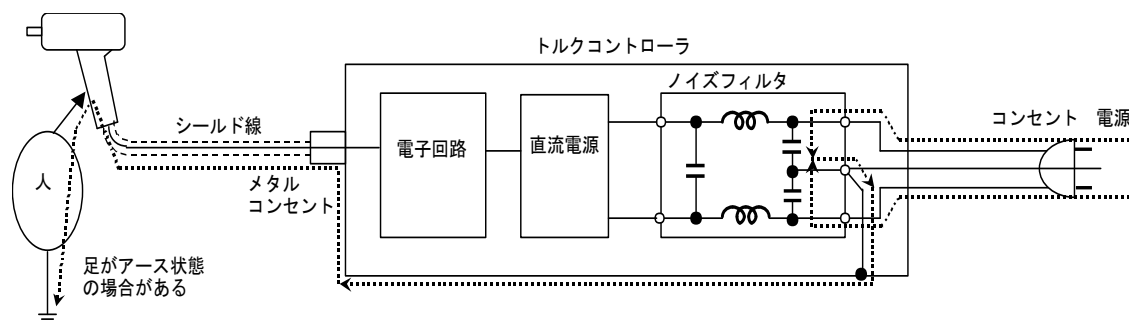 トルクコントローラ
ノイズフィルタ
コンセント 電源
シールド線
電子回路
直流電源
人
メタル
コンセント
足がアース状態
の場合がある